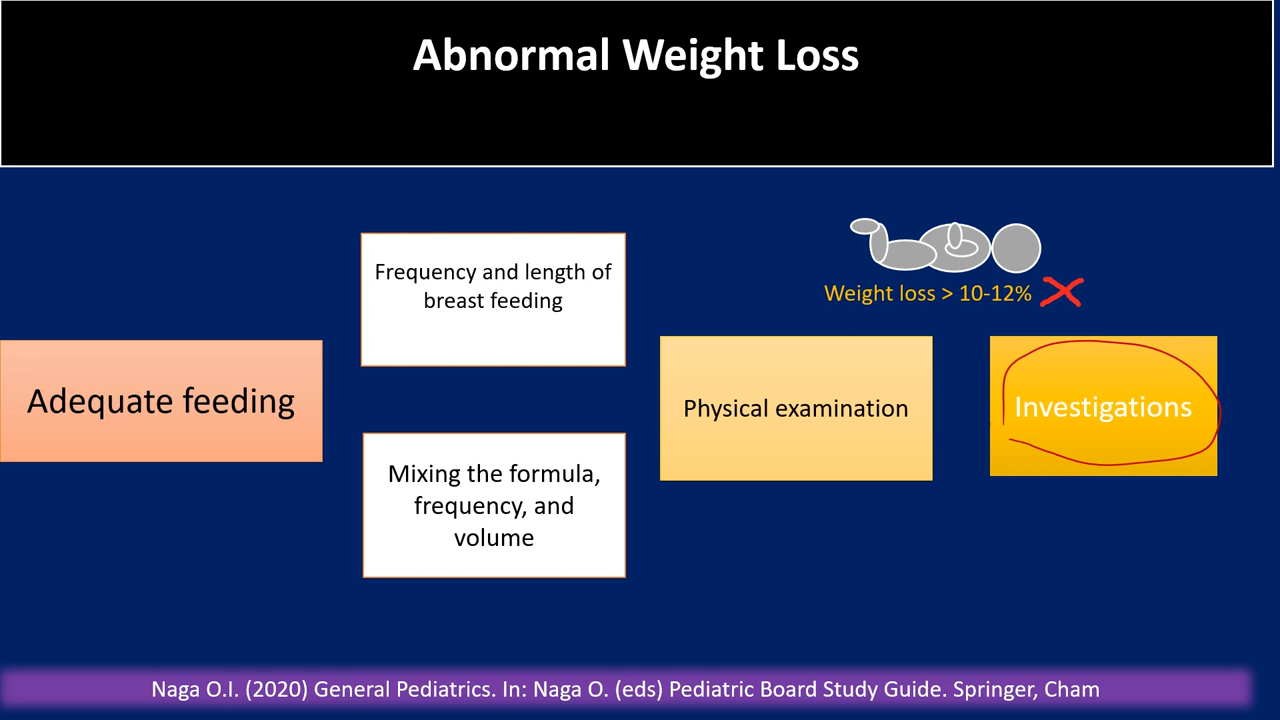 Abnormal Weight Loss
Frequency and length of
breast feeding
Weight loss > 10-12%
Adequate feeding
Physical examination
Investigations
Mixing the formula,
frequency, and
volume
Naga O.I. (2020) General Pediatrics. In: Naga O. (eds) Pediatric Board Study Guide. Springer, Cham